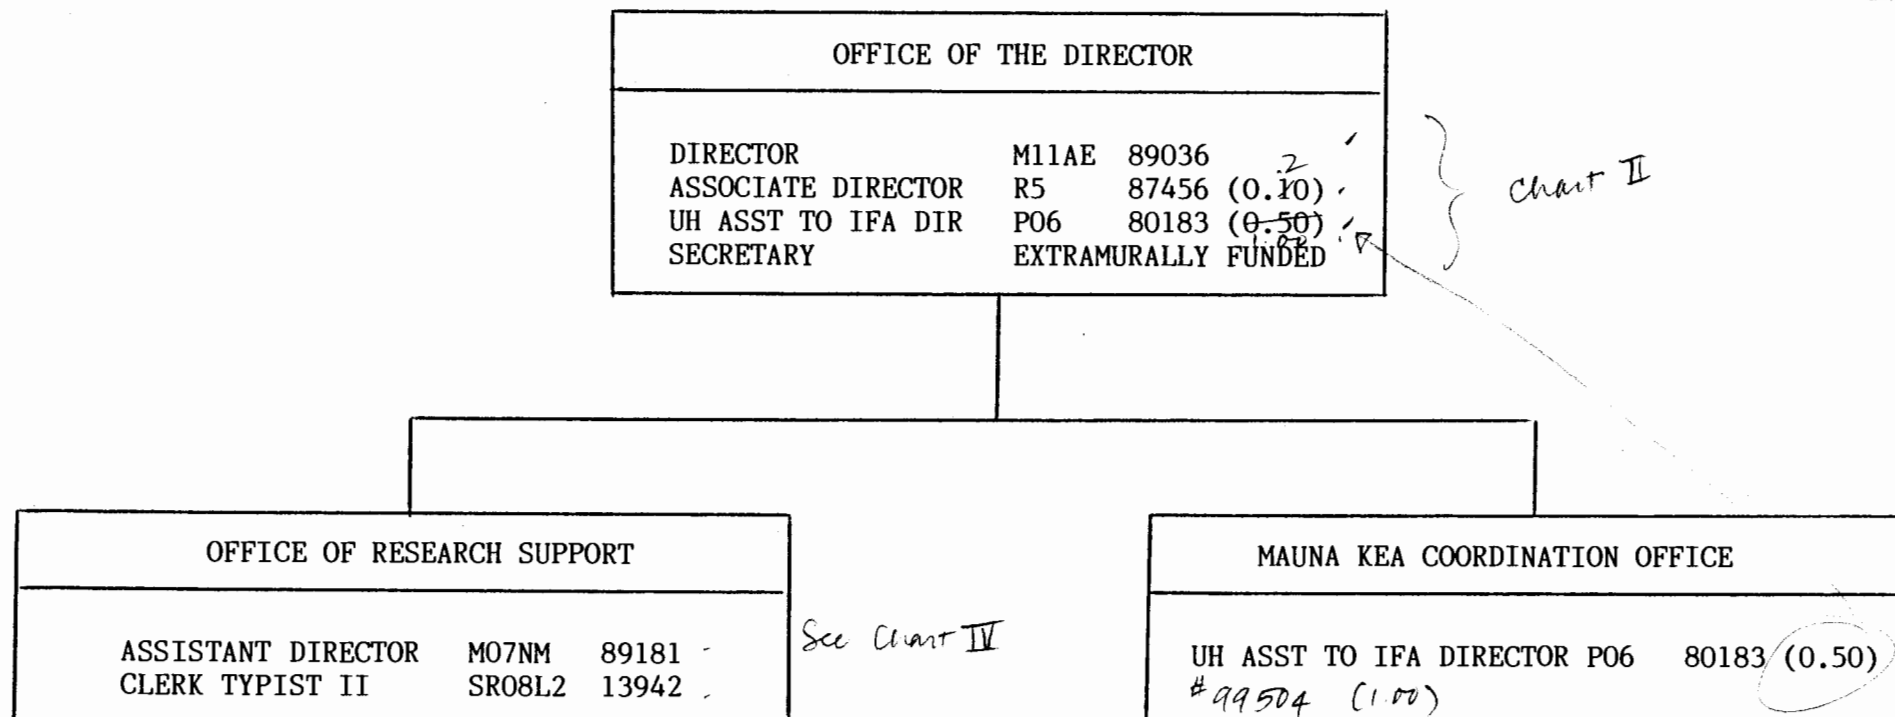 OFFICE OF THE DIRECTOR
DIRECTOR M11AE 89036
.2
ASSOCIATE DIRECTOR R5 87456 (0.10)
UH ASST TO IFA DIR P06 80183 (0.50)
1.00
SECRETARY EXTRAMURALLY FUNDED
Chart II
OFFICE OF RESEARCH SUPPORT
ASSISTANT DIRECTOR M07NM 89181
CLERK TYPIST II SR08L2 13942
See Chart IV
MAUNA KEA COORDINATION OFFICE
UH ASST TO IFA DIRECTOR P06 80183 (0.50)
#99504 (1.00)